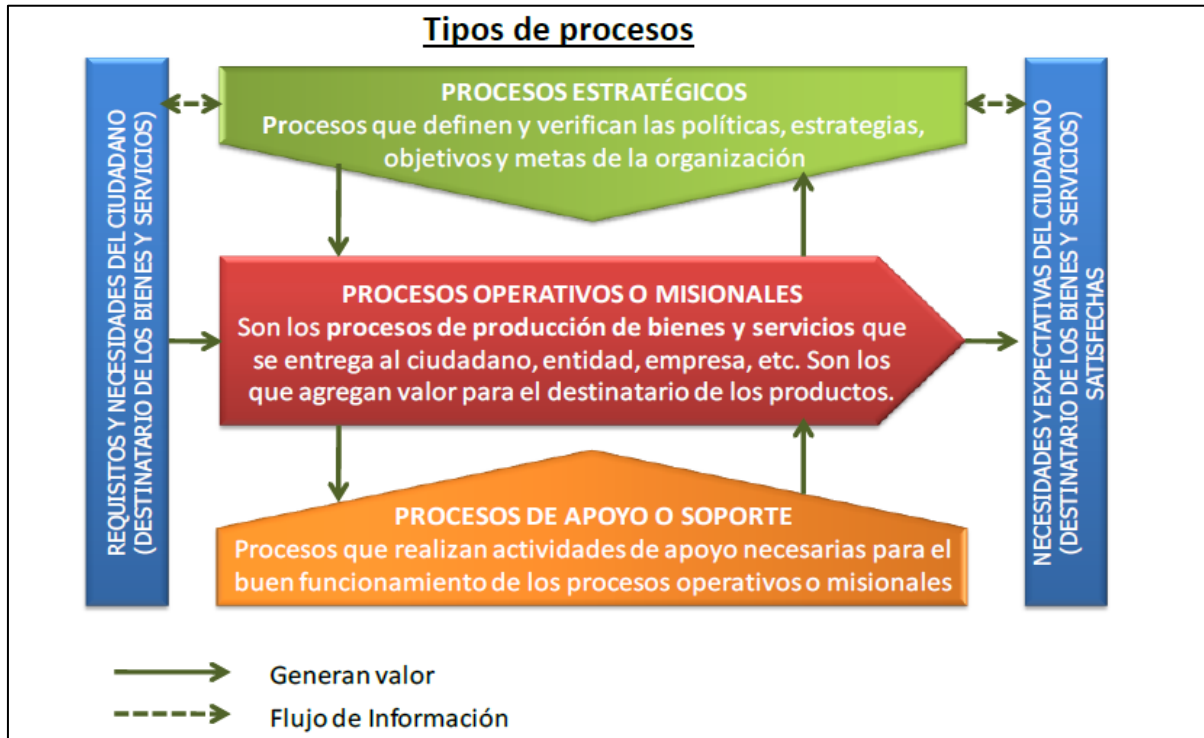 Tipos de procesos
REQUISITOS Y NECESIDADES DEL CIUDADANO
(DESTINATARIO DE LOS BIENES Y SERVICIOS)
PROCESOS ESTRATÉGICOS
Procesos que definen y verifican las políticas, estrategias,
objetivos y metas de la organización
PROCESOS OPERATIVOS O MISIONALES
Son los procesos de producción de bienes y servicios que
se entrega al ciudadano, entidad, empresa, etc. Son los
que agregan valor para el destinatario de los productos.
PROCESOS DE APOYO O SOPORTE
Procesos que realizan actividades de apoyo necesarias para el
buen funcionamiento de los procesos operativos o misionales
NECESIDADES Y EXPECTATIVAS DEL CIUDADANO
(DESTINATARIO DE LOS BIENES Y SERVICIOS)
SATISFECHAS
Generan valor
Flujo de Información